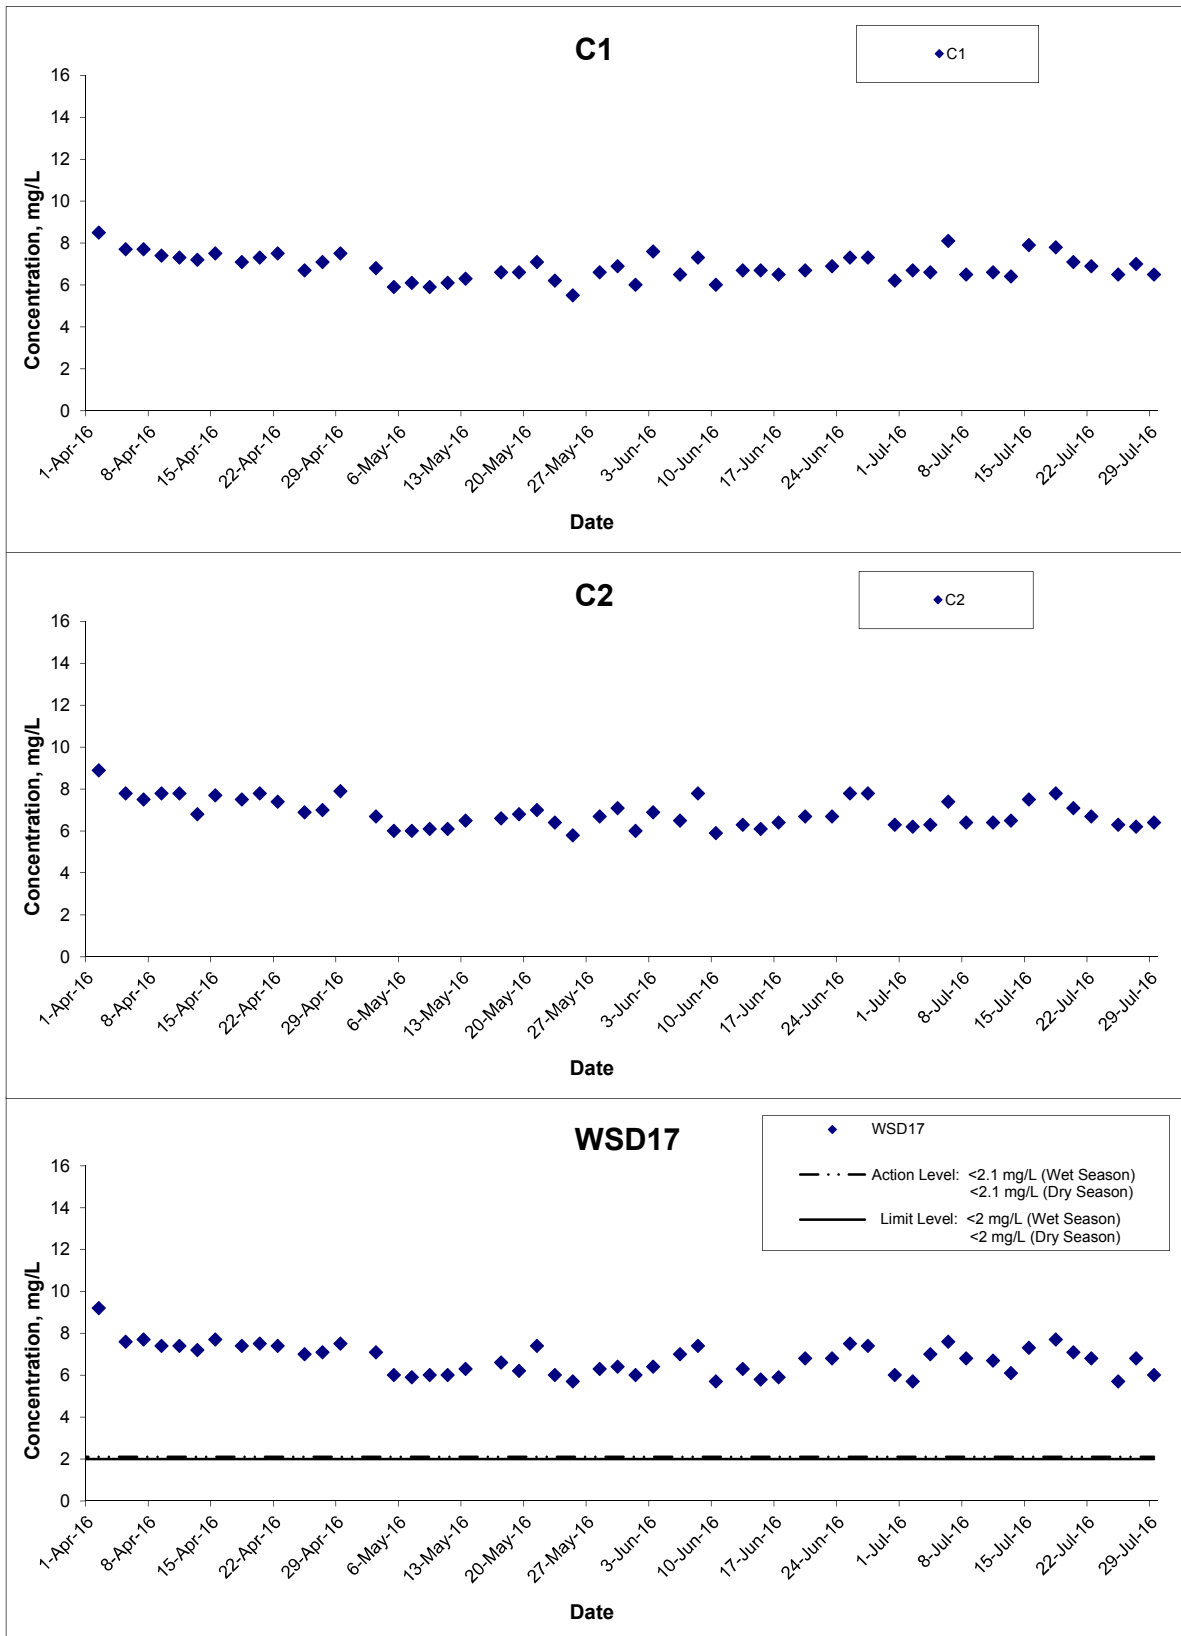 C1
C1
16
14
12
10
8
6
4
2
0
Concentration, mg/L
1-Apr-16
8-Apr-16
15-Apr-16
22-Apr-16
29-Apr-16
6-May-16
13-May-16
20-May-16
27-May-16
3-Jun-16
10-Jun-16
17-Jun-16
24-Jun-16
1-Jul-16
8-Jul-16
15-Jul-16
22-Jul-16
29-Jul-16
Date
C2
C2
16
14
12
10
8
6
4
2
0
Concentration, mg/L
1-Apr-16
8-Apr-16
15-Apr-16
22-Apr-16
29-Apr-16
6-May-16
13-May-16
20-May-16
27-May-16
3-Jun-16
10-Jun-16
17-Jun-16
24-Jun-16
1-Jul-16
8-Jul-16
15-Jul-16
22-Jul-16
29-Jul-16
Date
WSD17
WSD17
Action Level: <2.1 mg/L (Wet Season)
<2.1 mg/L (Dry Season)
Limit Level: <2 mg/L (Wet Season)
<2 mg/L (Dry Season)
16
14
12
10
8
6
4
2
0
Concentration, mg/L
1-Apr-16
8-Apr-16
15-Apr-16
22-Apr-16
29-Apr-16
6-May-16
13-May-16
20-May-16
27-May-16
3-Jun-16
10-Jun-16
17-Jun-16
24-Jun-16
1-Jul-16
8-Jul-16
15-Jul-16
22-Jul-16
29-Jul-16
Date